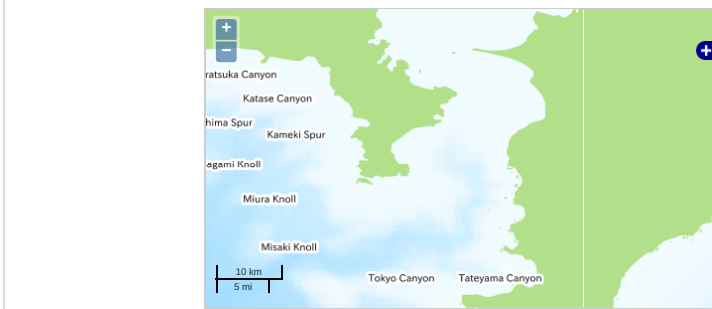 +
−
ratsuka Canyon
Katase Canyon
hima Spur
Kameki Spur
agami Knoll
Miura Knoll
Misaki Knoll
10 km
5 mi
Tokyo Canyon
Tateyama Canyon